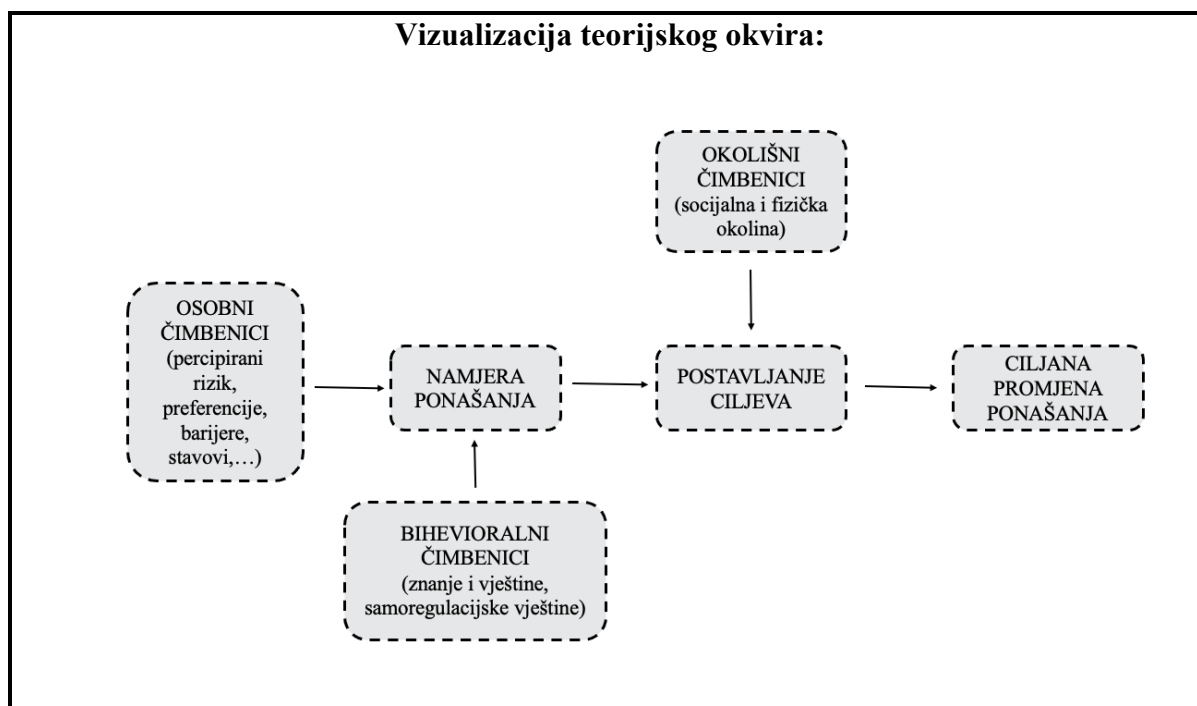 Vizualizacija teorijskog okvira:
OKOLIŠNI
ČIMBENICI
(socijalna i fizička
okolina)
OSOBNI
ČIMBENICI
(percipirani
rizik,
preferencije,
barijere,
stavovi,…)
NAMJERA
PONAŠANJA
POSTAVLJANJE
CILJEVA
CILJANA
PROMJENA
PONAŠANJA
BIHEVIORALNI
ČIMBENICI
(znanje i vještine,
samoregulacijske vještine)